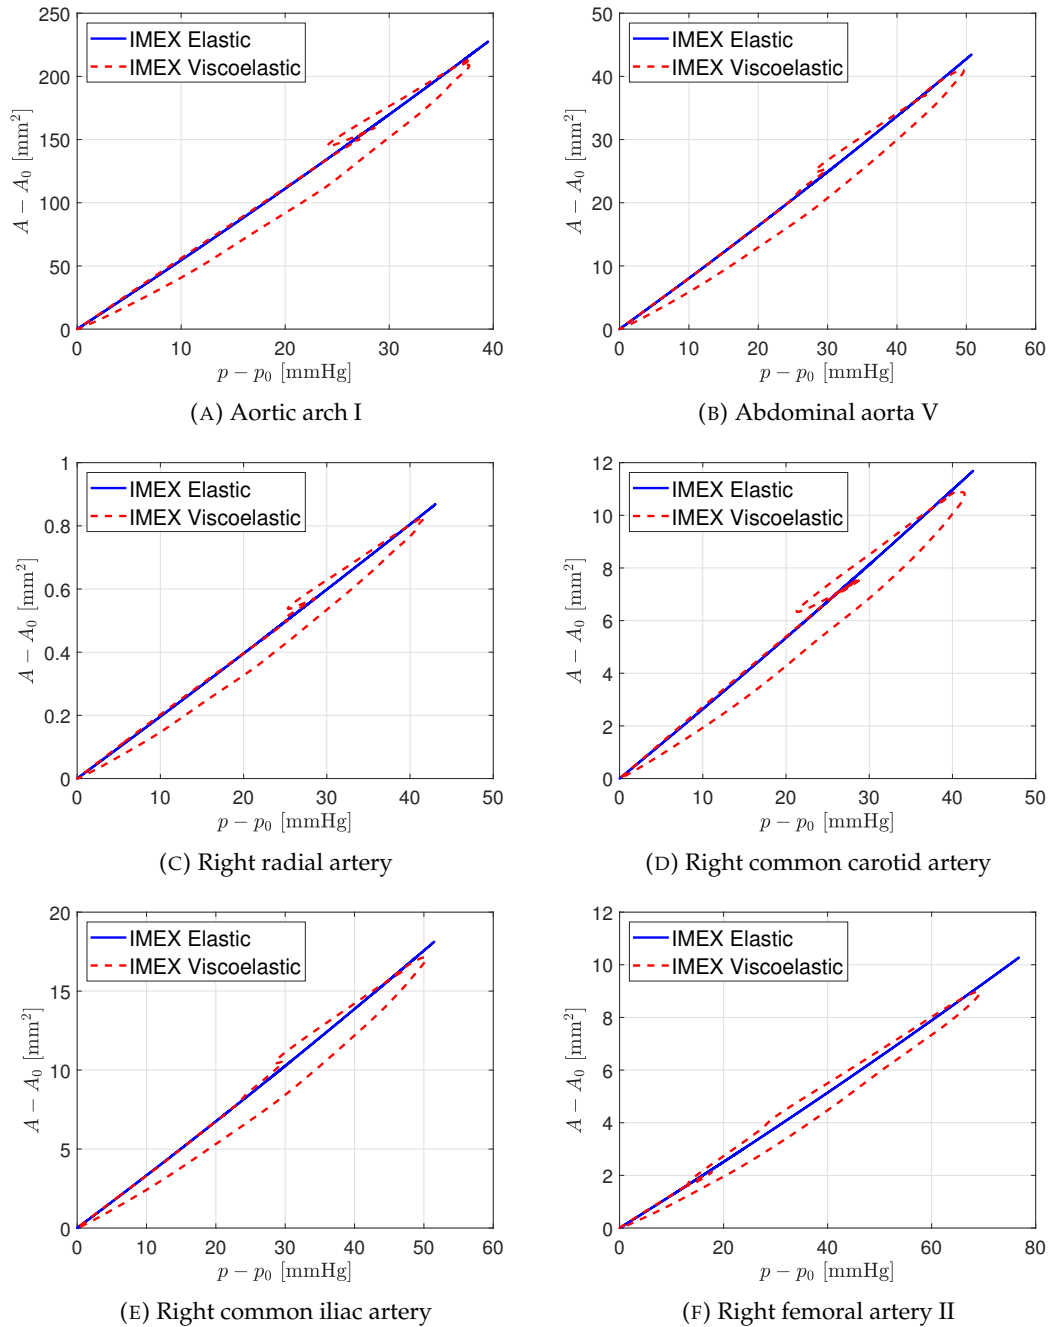 250
200
150
100
50
0
A − A₀ [mm²]
IMEX Elastic
IMEX Viscoelastic
0 10 20 30 40
p − p₀ [mmHg]
(A) Aortic arch I
50
40
30
20
10
0
A − A₀ [mm²]
IMEX Elastic
IMEX Viscoelastic
0 10 20 30 40 50 60
p − p₀ [mmHg]
(B) Abdominal aorta V
1
0.8
0.6
0.4
0.2
0
A − A₀ [mm²]
IMEX Elastic
IMEX Viscoelastic
0 10 20 30 40 50
p − p₀ [mmHg]
(C) Right radial artery
12
10
8
6
4
2
0
A − A₀ [mm²]
IMEX Elastic
IMEX Viscoelastic
0 10 20 30 40 50
p − p₀ [mmHg]
(D) Right common carotid artery
20
15
10
5
0
A − A₀ [mm²]
IMEX Elastic
IMEX Viscoelastic
0 10 20 30 40 50 60
p − p₀ [mmHg]
(E) Right common iliac artery
12
10
8
6
4
2
0
A − A₀ [mm²]
IMEX Elastic
IMEX Viscoelastic
0 20 40 60 80
p − p₀ [mmHg]
(F) Right femoral artery II